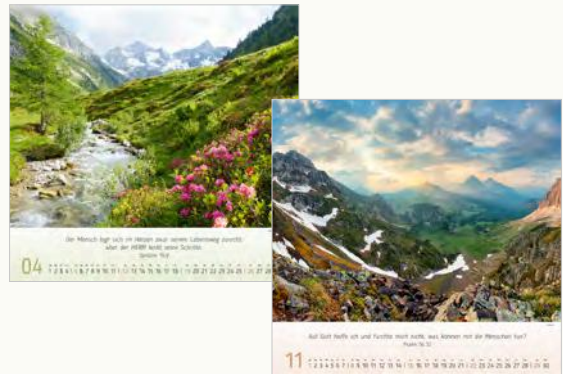 Der Mensch legt sich im Herzen zwar seinen Lebensweg zurecht,
aber der HERR lenkt seine Schritte.
04
1 2 3 4 5 6 7 8 9 10 11 12 13 14 15 16 17 18 19 20 21 22 23 24 25 26 27 28
Auf Gott hoffe ich und fürchte mich nicht; was können mir die Menschen tun?
Psalm 56,12
11
1 2 3 4 5 6 7 8 9 10 11 12 13 14 15 16 17 18 19 20 21 22 23 24 25 26 27 28 29 30